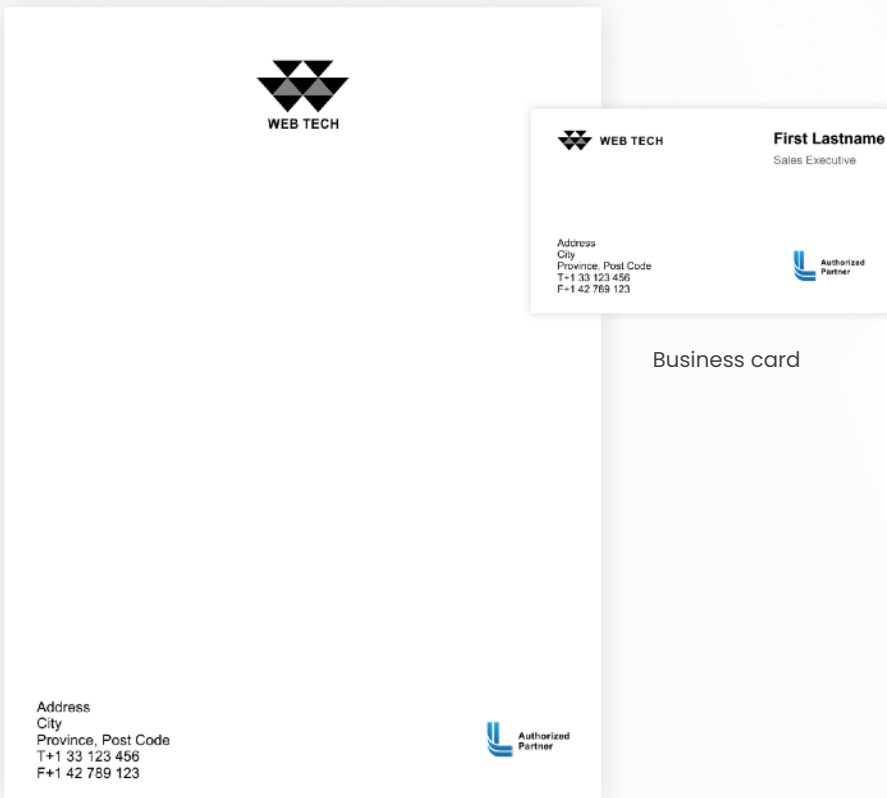 WEB TECH
WEB TECH
First Lastname
Sales Executive
Address
City
Province, Post Code
T+1 33 123 456
F+1 42 789 123
Authorized
Partner
Business card
Address
City
Province, Post Code
T+1 33 123 456
F+1 42 789 123
Authorized
Partner